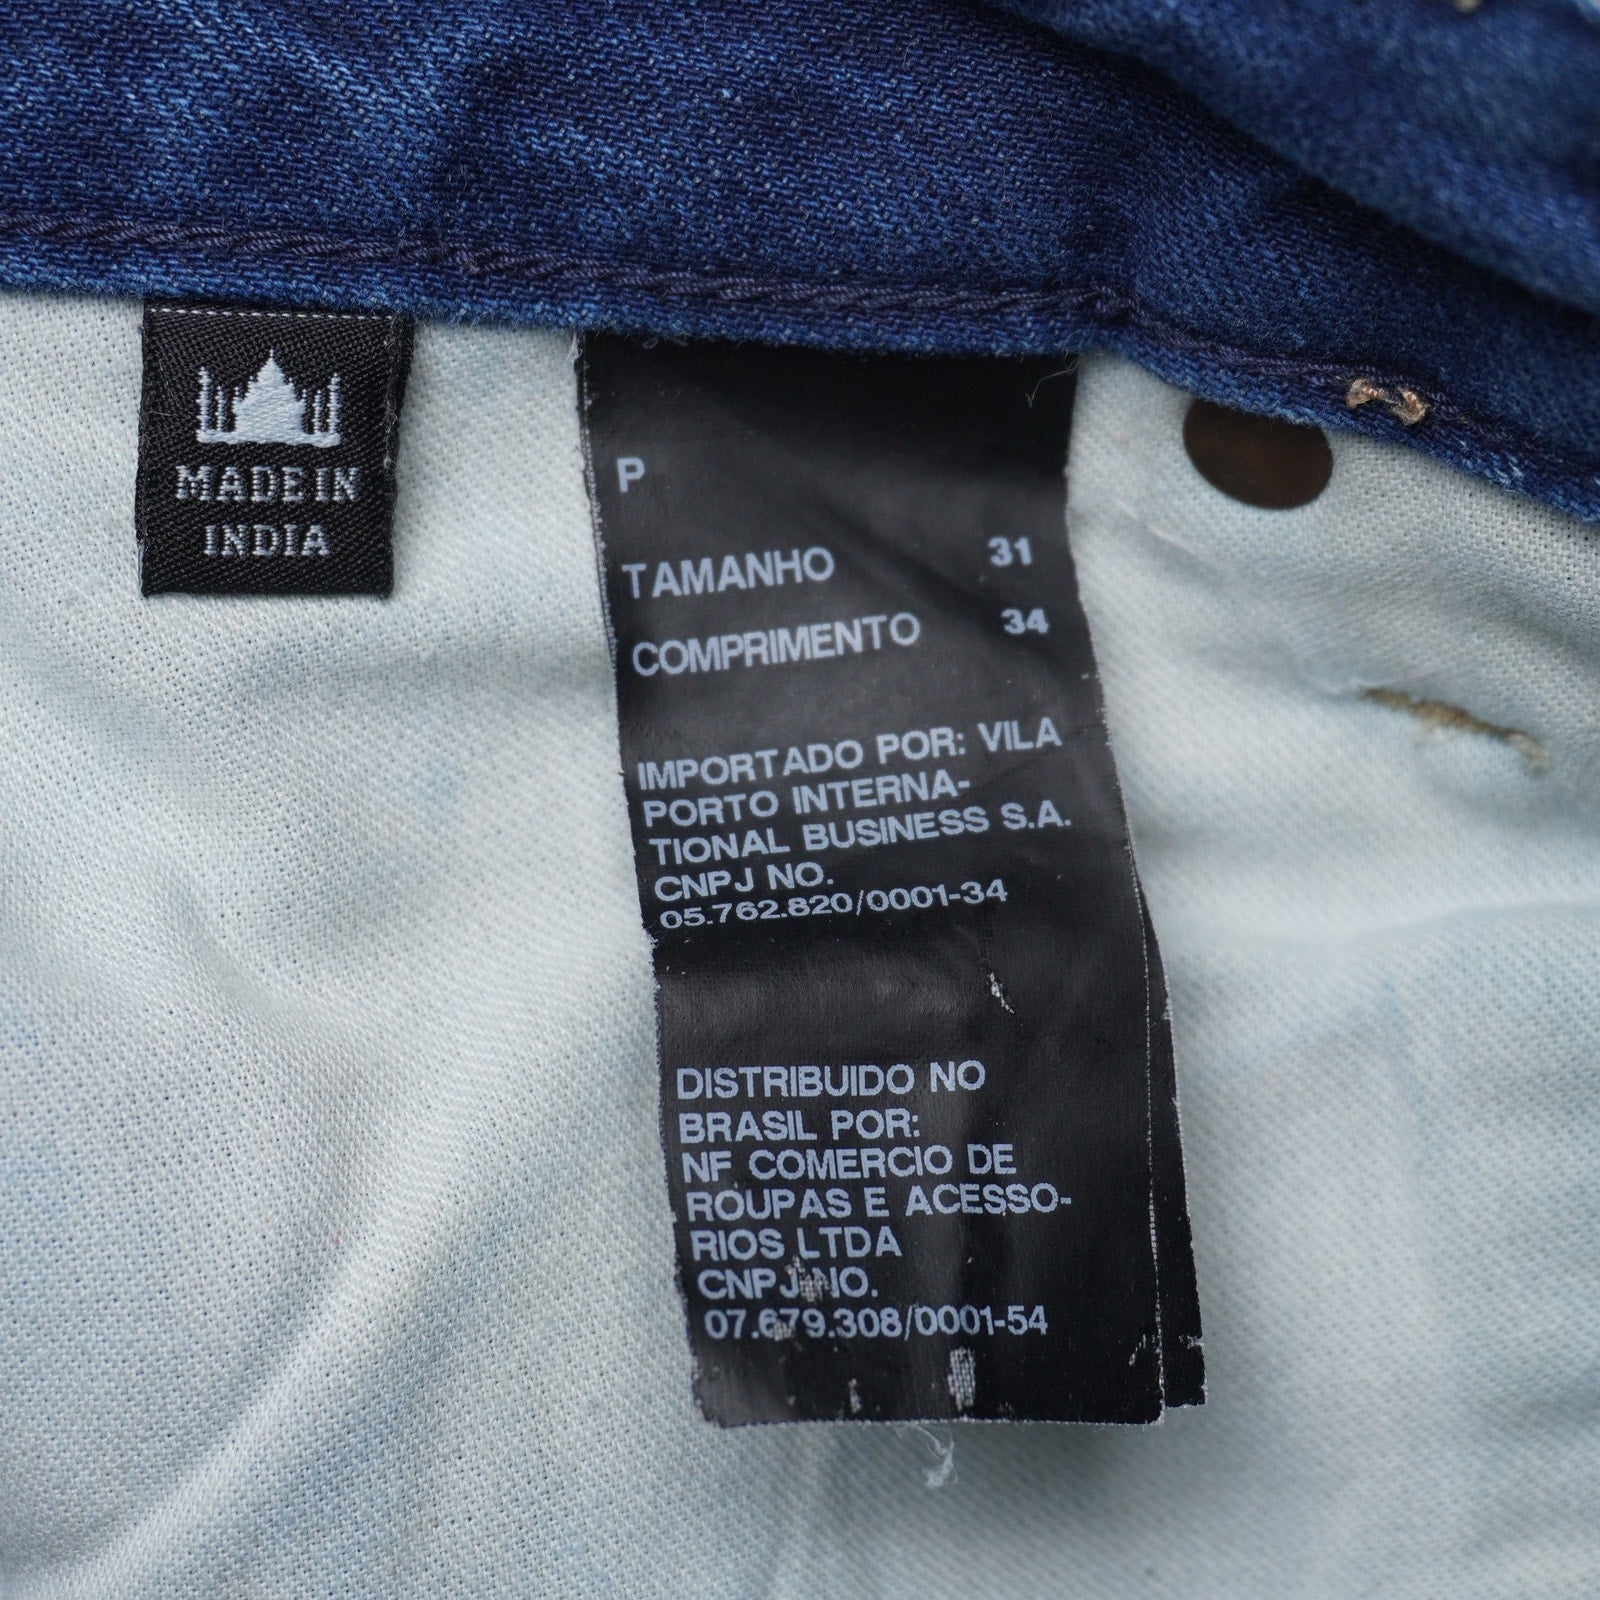 MADE IN
INDIA
P
TAMANHO 31
COMPRIMENTO 34
IMPORTADO POR: VILA
PORTO INTERNA-
TIONAL BUSINESS S.A.
CNPJ NO.
05.762.820/0001-34
DISTRIBUIDO NO
BRASIL POR:
NF COMERCIO DE
ROUPAS E ACESSO-
RIOS LTDA
CNPJ NO.
07.679.308/0001-54